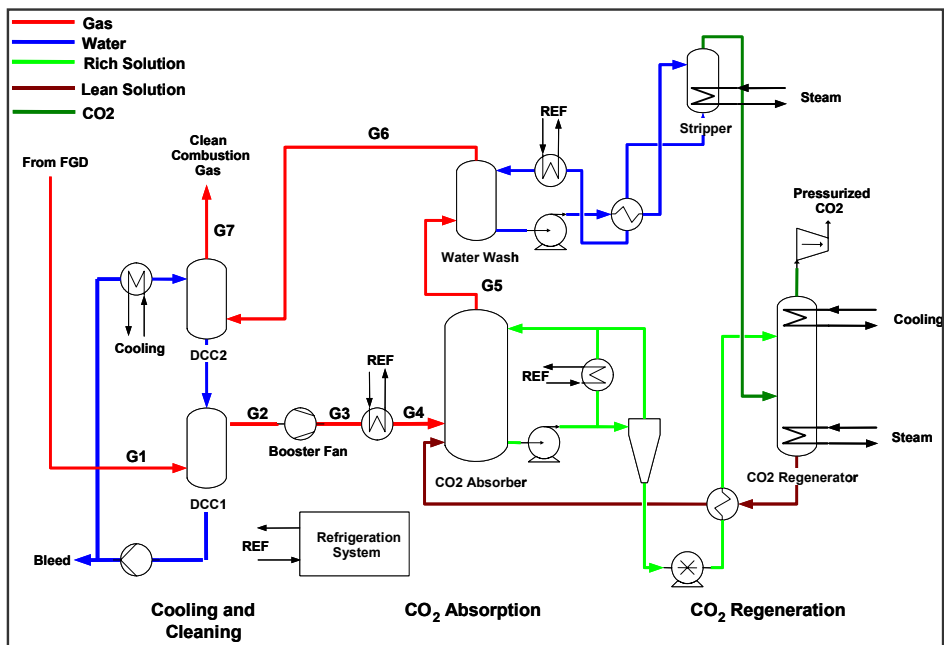 Gas
Water
Rich Solution
Lean Solution
CO2
From FGD
Clean
Combustion
Gas
G7
G6
REF
Steam
Stripper
Pressurized
CO2
Water Wash
G5
Cooling
DCC2
REF
G2
G3
G4
Booster Fan
REF
CO2 Absorber
Cooling
Steam
CO2 Regenerator
G1
DCC1
REF
Refrigeration
System
Bleed
Cooling and
Cleaning
CO2 Absorption
CO2 Regeneration